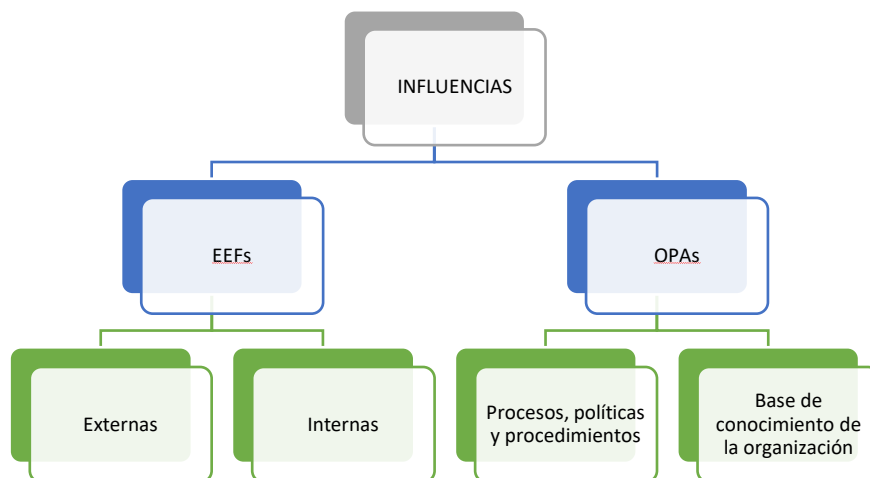 INFLUENCIAS
EEFs
OPAs
Externas
Internas
Procesos, políticas
y procedimientos
Base de
conocimiento de
la organización